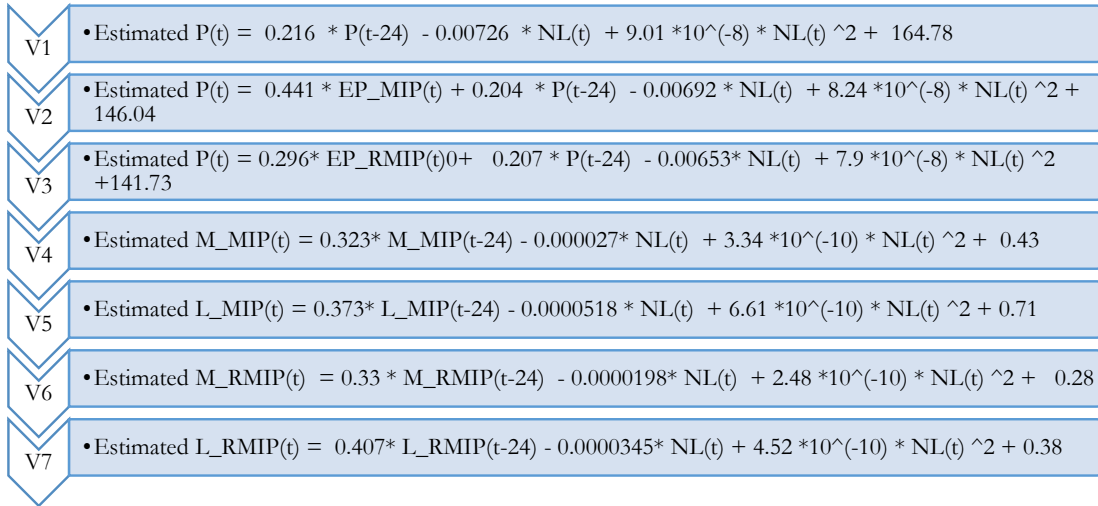 V1
•Estimated P(t) = 0.216 * P(t-24) - 0.00726 * NL(t) + 9.01 *10^(-8) * NL(t) ^2 + 164.78
V2
•Estimated P(t) = 0.441 * EP_MIP(t) + 0.204 * P(t-24) - 0.00692 * NL(t) + 8.24 *10^(-8) * NL(t) ^2 +
146.04
V3
•Estimated P(t) = 0.296* EP_RMIP(t)0+ 0.207 * P(t-24) - 0.00653* NL(t) + 7.9 *10^(-8) * NL(t) ^2
+141.73
V4
•Estimated M_MIP(t) = 0.323* M_MIP(t-24) - 0.000027* NL(t) + 3.34 *10^(-10) * NL(t) ^2 + 0.43
V5
•Estimated L_MIP(t) = 0.373* L_MIP(t-24) - 0.0000518 * NL(t) + 6.61 *10^(-10) * NL(t) ^2 + 0.71
V6
•Estimated M_RMIP(t) = 0.33 * M_RMIP(t-24) - 0.0000198* NL(t) + 2.48 *10^(-10) * NL(t) ^2 + 0.28
V7
•Estimated L_RMIP(t) = 0.407* L_RMIP(t-24) - 0.0000345* NL(t) + 4.52 *10^(-10) * NL(t) ^2 + 0.38